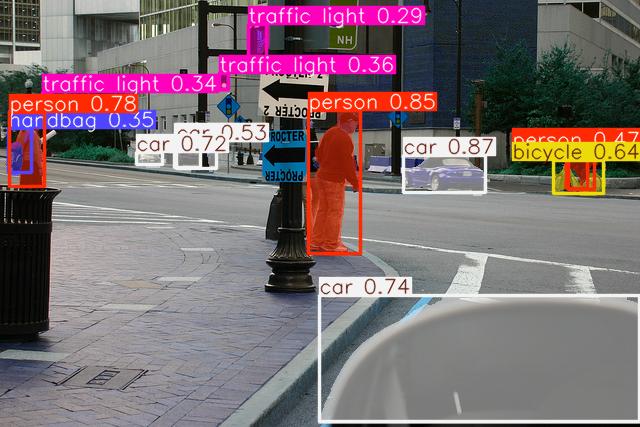 traffic light 0.29
NH
traffic light 0.36
traffic light 0.34
person 0.78
person 0.85
handbag 0.35
PROCTER 2
car 0.53
car 0.72
PROCTER
PROCTER
car 0.87
person 0.47
bicycle 0.64
car 0.74